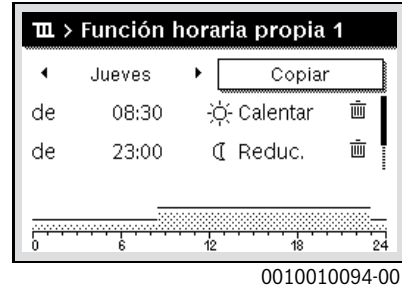 > Función horaria propia 1
Jueves Copiar
de 08:30 Calentar
de 23:00 Reduc.
0 6 12 18 24
0010010094-00